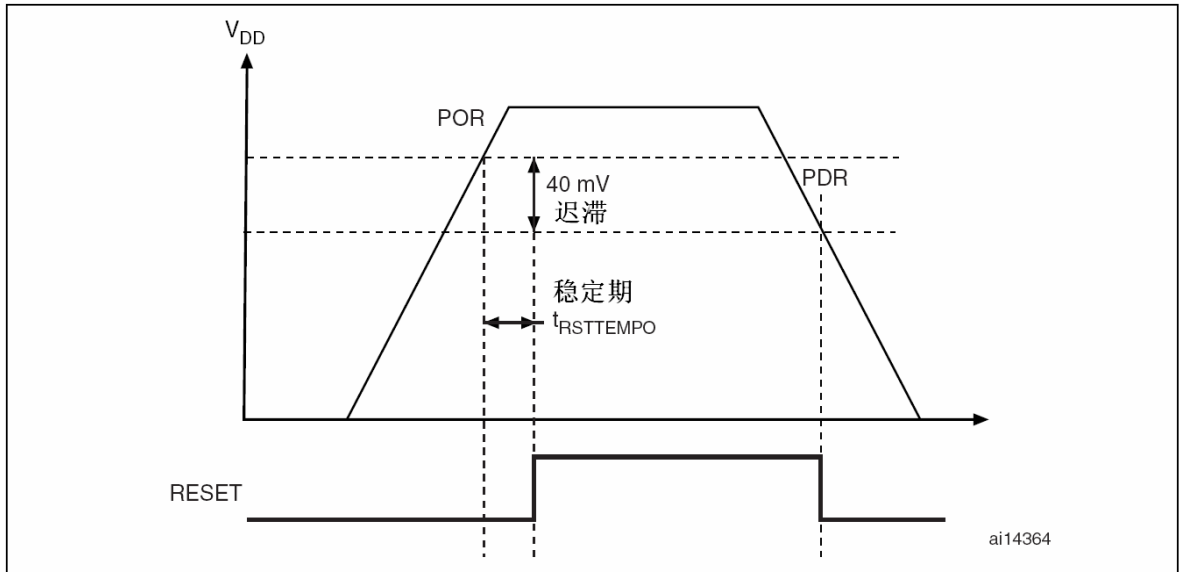 VDD
POR
PDR
40 mV
迟滞
稳定期
tRSTTEMPO
RESET
ai14364